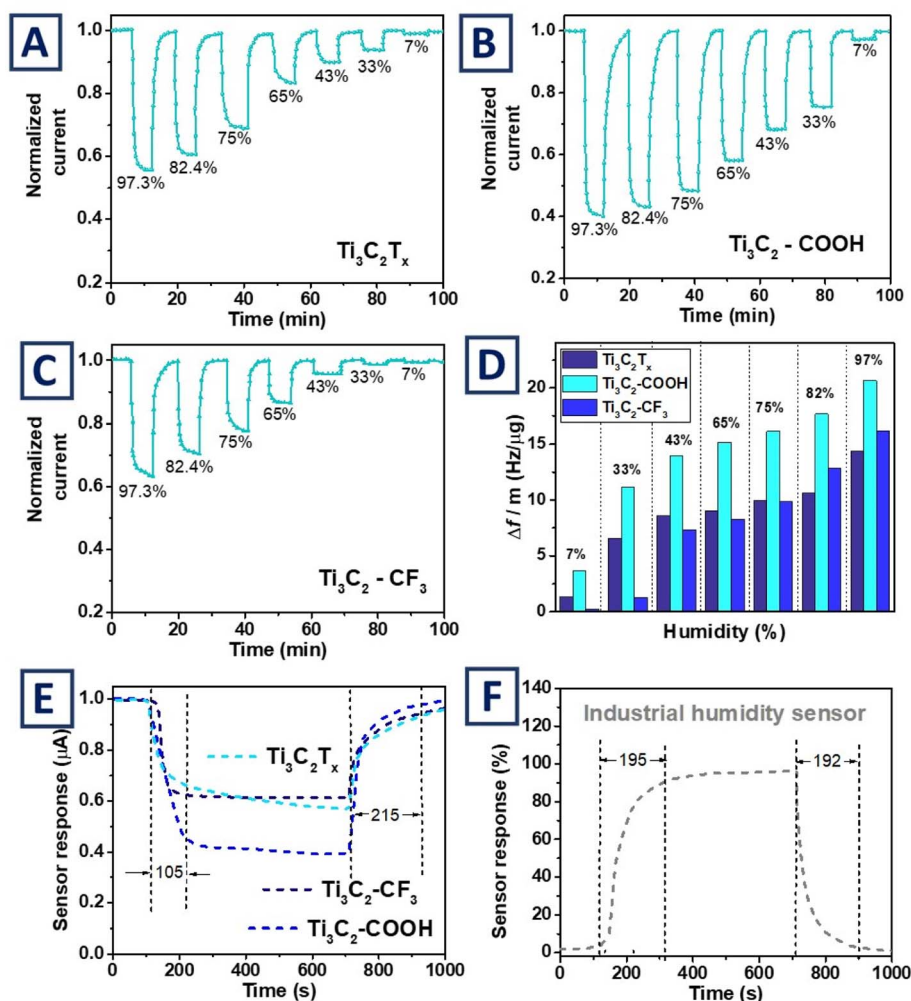 A
1.0
0.8
0.6
0.4
0.2
Normalized
current
97.3%
82.4%
75%
65%
43%
33%
7%
Ti₃C₂Tₓ
0 20 40 60 80 100
Time (min)
B
1.0
0.8
0.6
0.4
0.2
Normalized
current
97.3%
82.4%
75%
65%
43%
33%
7%
Ti₃C₂ - COOH
0 20 40 60 80 100
Time (min)
C
1.0
0.8
0.6
0.4
0.2
Normalized
current
97.3%
82.4%
75%
65%
43%
33%
7%
Ti₃C₂ - CF₃
0 20 40 60 80 100
Time (min)
D
Ti₃C₂Tₓ
Ti₃C₂-COOH
Ti₃C₂-CF₃
20
15
10
5
0
Δf / m (Hz/μg)
7%
33%
43%
65%
75%
82%
97%
Humidity (%)
E
1.0
0.8
0.6
0.4
0.2
0.0
Sensor response (μA)
Ti₃C₂Tₓ
215
105
Ti₃C₂-CF₃
Ti₃C₂-COOH
0 200 400 600 800 1000
Time (s)
F
140
120
100
80
60
40
20
0
Sensor response (%)
Industrial humidity sensor
195
192
0 200 400 600 800 1000
Time (s)